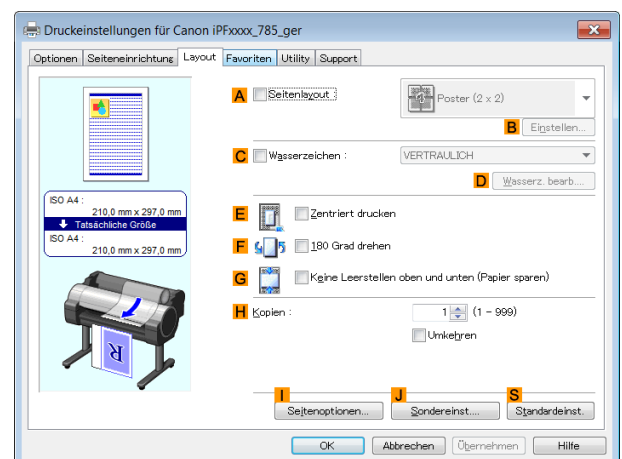 Druckeinstellungen für Canon iPFxxxx_785_ger
Optionen Seiteneinrichtung Layout Favoriten Utility Support
A Seitenlayout : Poster (2 x 2)
B Einstellen...
C Wasserzeichen : VERTRAULICH
D Wasserz. bearb....
ISO A4 :
210,0 mm x 297,0 mm
Tatsächliche Größe
ISO A4 :
210,0 mm x 297,0 mm
E Zentriert drucken
F 180 Grad drehen
G Keine Leerstellen oben und unten (Papier sparen)
H Kopien : 1 (1 - 999)
Umkehren
I J S
Seitenoptionen... Sondereinst.... Standardeinst.
OK Abbrechen Übernehmen Hilfe